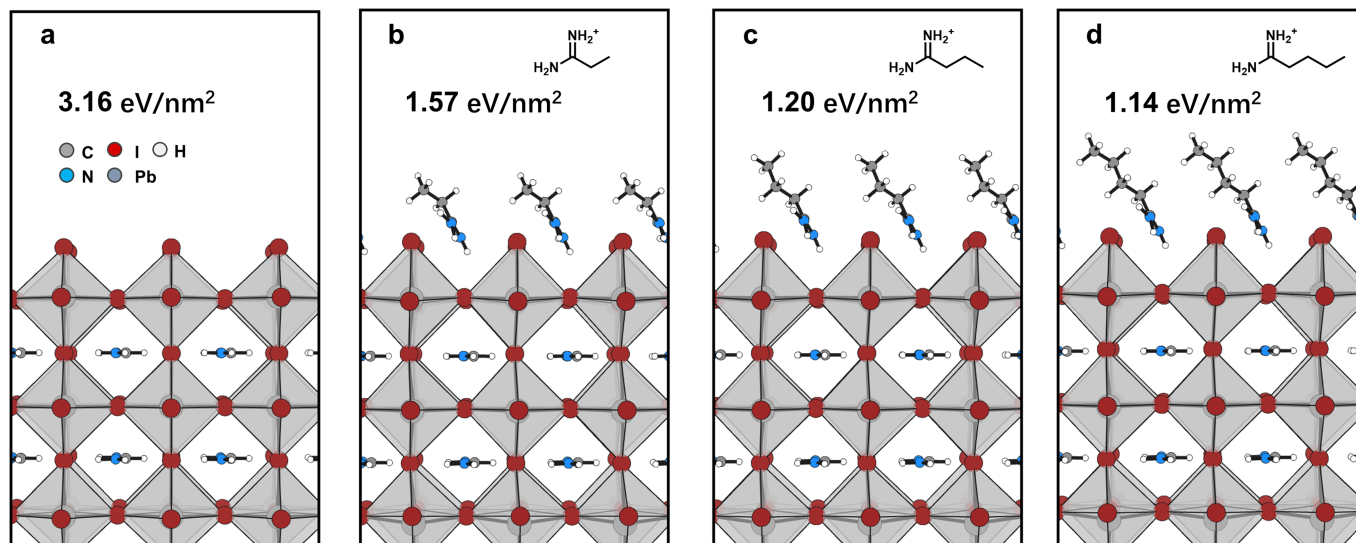 a
3.16 eV/nm²
C I H
N Pb
b
NH₂⁺
H₂N
1.57 eV/nm²
c
NH₂⁺
H₂N
1.20 eV/nm²
d
NH₂⁺
H₂N
1.14 eV/nm²